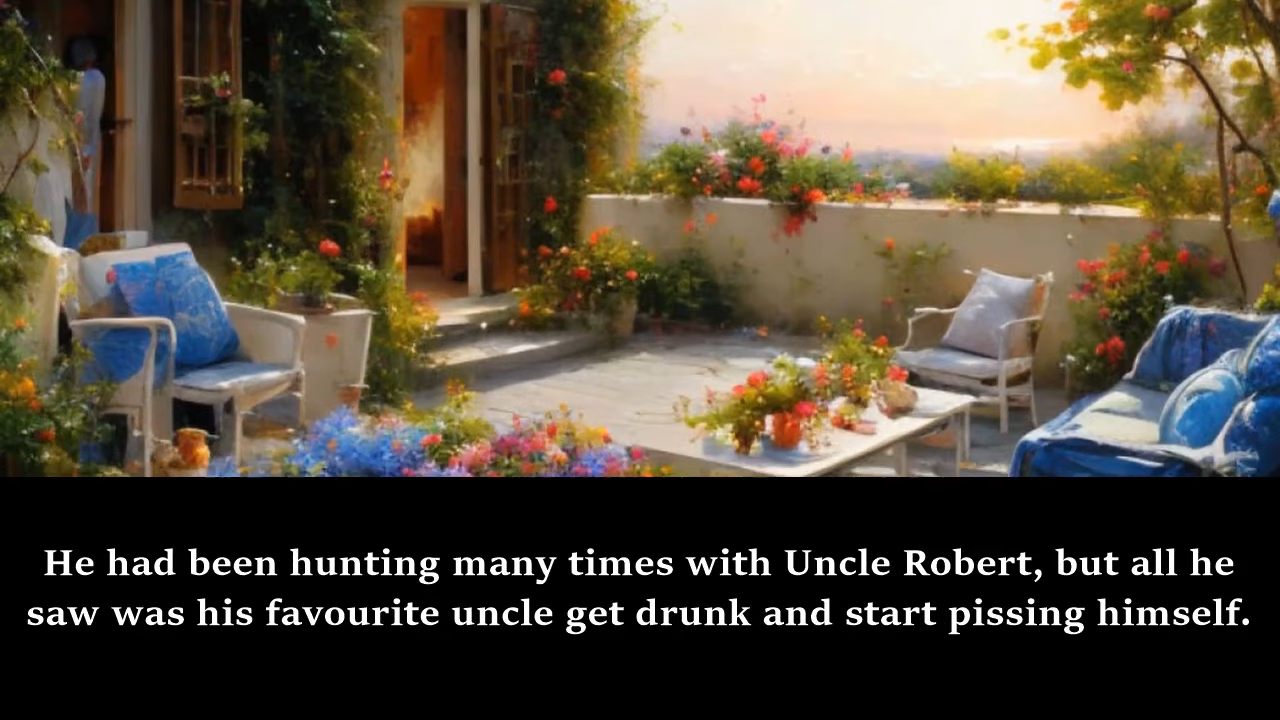 He had been hunting many times with Uncle Robert, but all he
saw was his favourite uncle get drunk and start pissing himself.